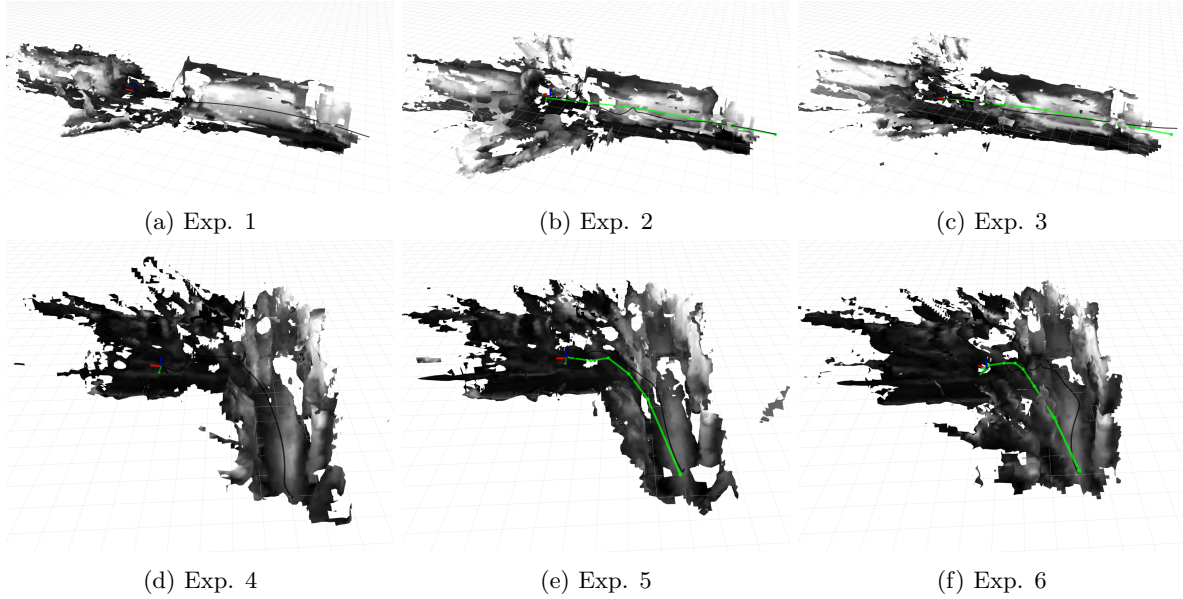 (a) Exp. 1
(b) Exp. 2
(c) Exp. 3
(d) Exp. 4
(e) Exp. 5
(f) Exp. 6